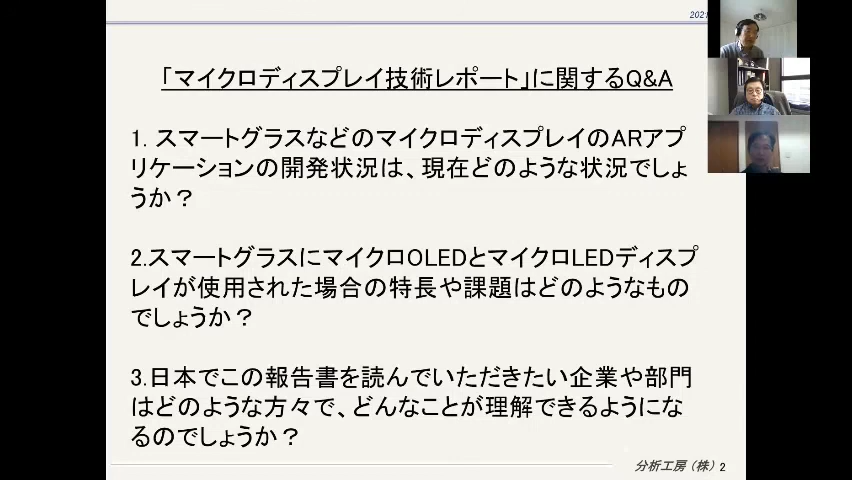 2021
「マイクロディスプレイ技術レポート」に関するQ&A
1. スマートグラスなどのマイクロディスプレイのARアプ
リケーションの開発状況は、現在どのような状況でしょ
うか？
2.スマートグラスにマイクロOLEDとマイクロLEDディスプ
レイが使用された場合の特長や課題はどのようなもの
でしょうか？
3.日本でこの報告書を読んでいただきたい企業や部門
はどのような方々で、どんなことが理解できるようにな
るのでしょうか？
分析工房（株） 2